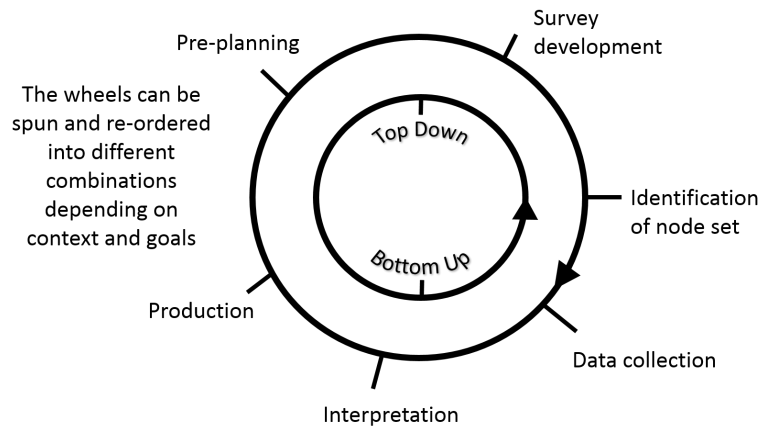 Pre-planning
Survey
development
The wheels can be
spun and re-ordered
into different
combinations
depending on
context and goals
Top Down
Bottom Up
Identification
of node set
Production
Data collection
Interpretation